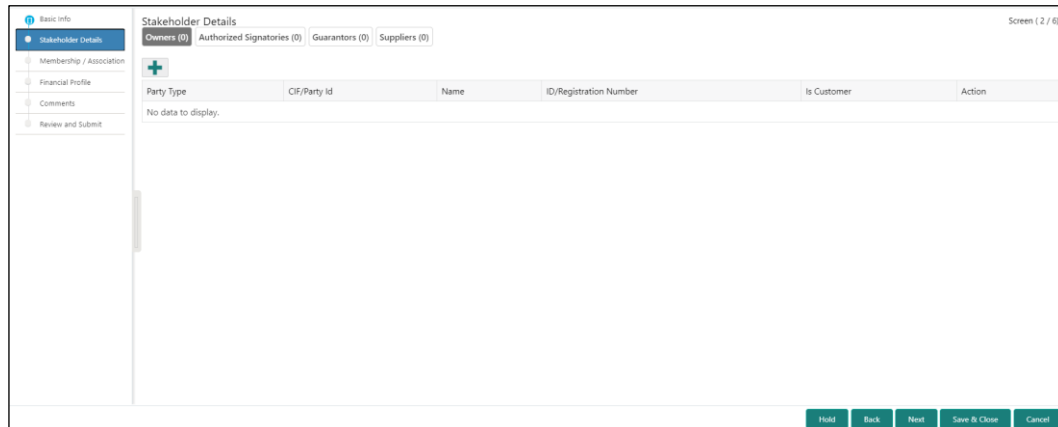 Basic Info
Stakeholder Details
Membership / Association
Financial Profile
Comments
Review and Submit
Stakeholder Details
Screen ( 2 / 6)
Owners (0) Authorized Signatories (0) Guarantors (0) Suppliers (0)
Party Type CIF/Party Id Name ID/Registration Number Is Customer Action
No data to display.
Hold Back Next Save & Close Cancel